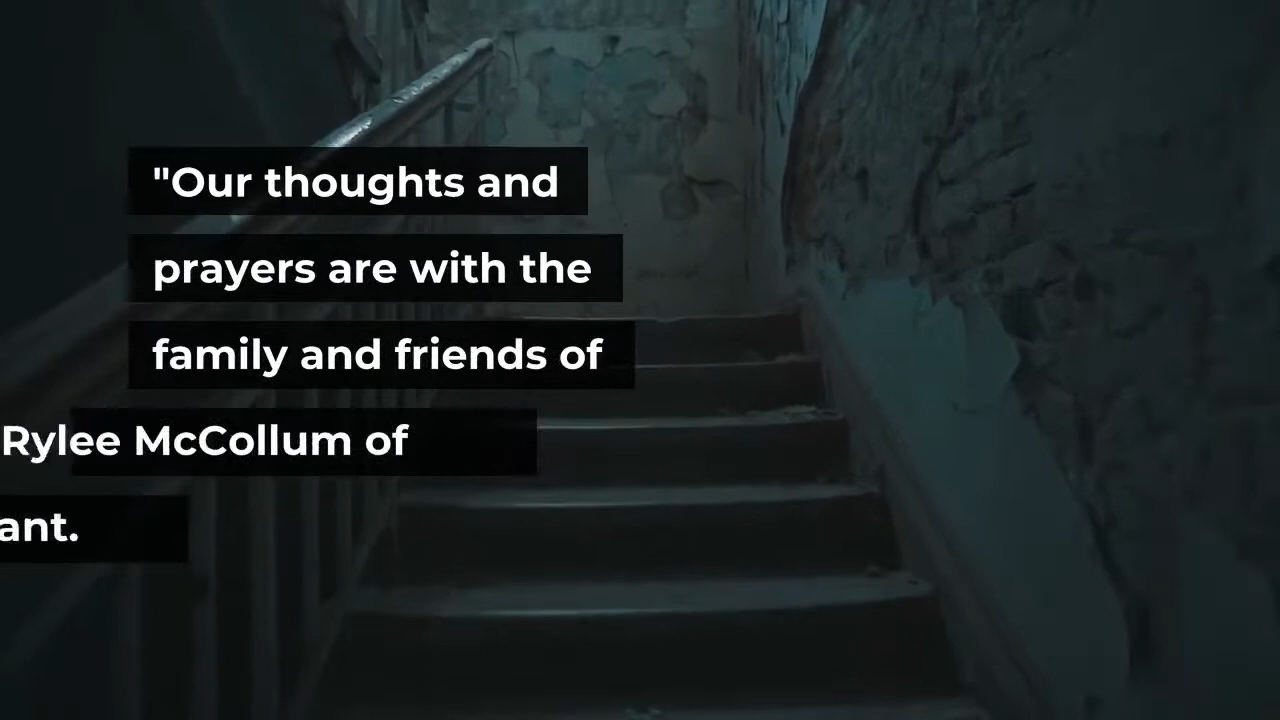 "Our thoughts and
prayers are with the
family and friends of
Rylee McCollum of
ant.